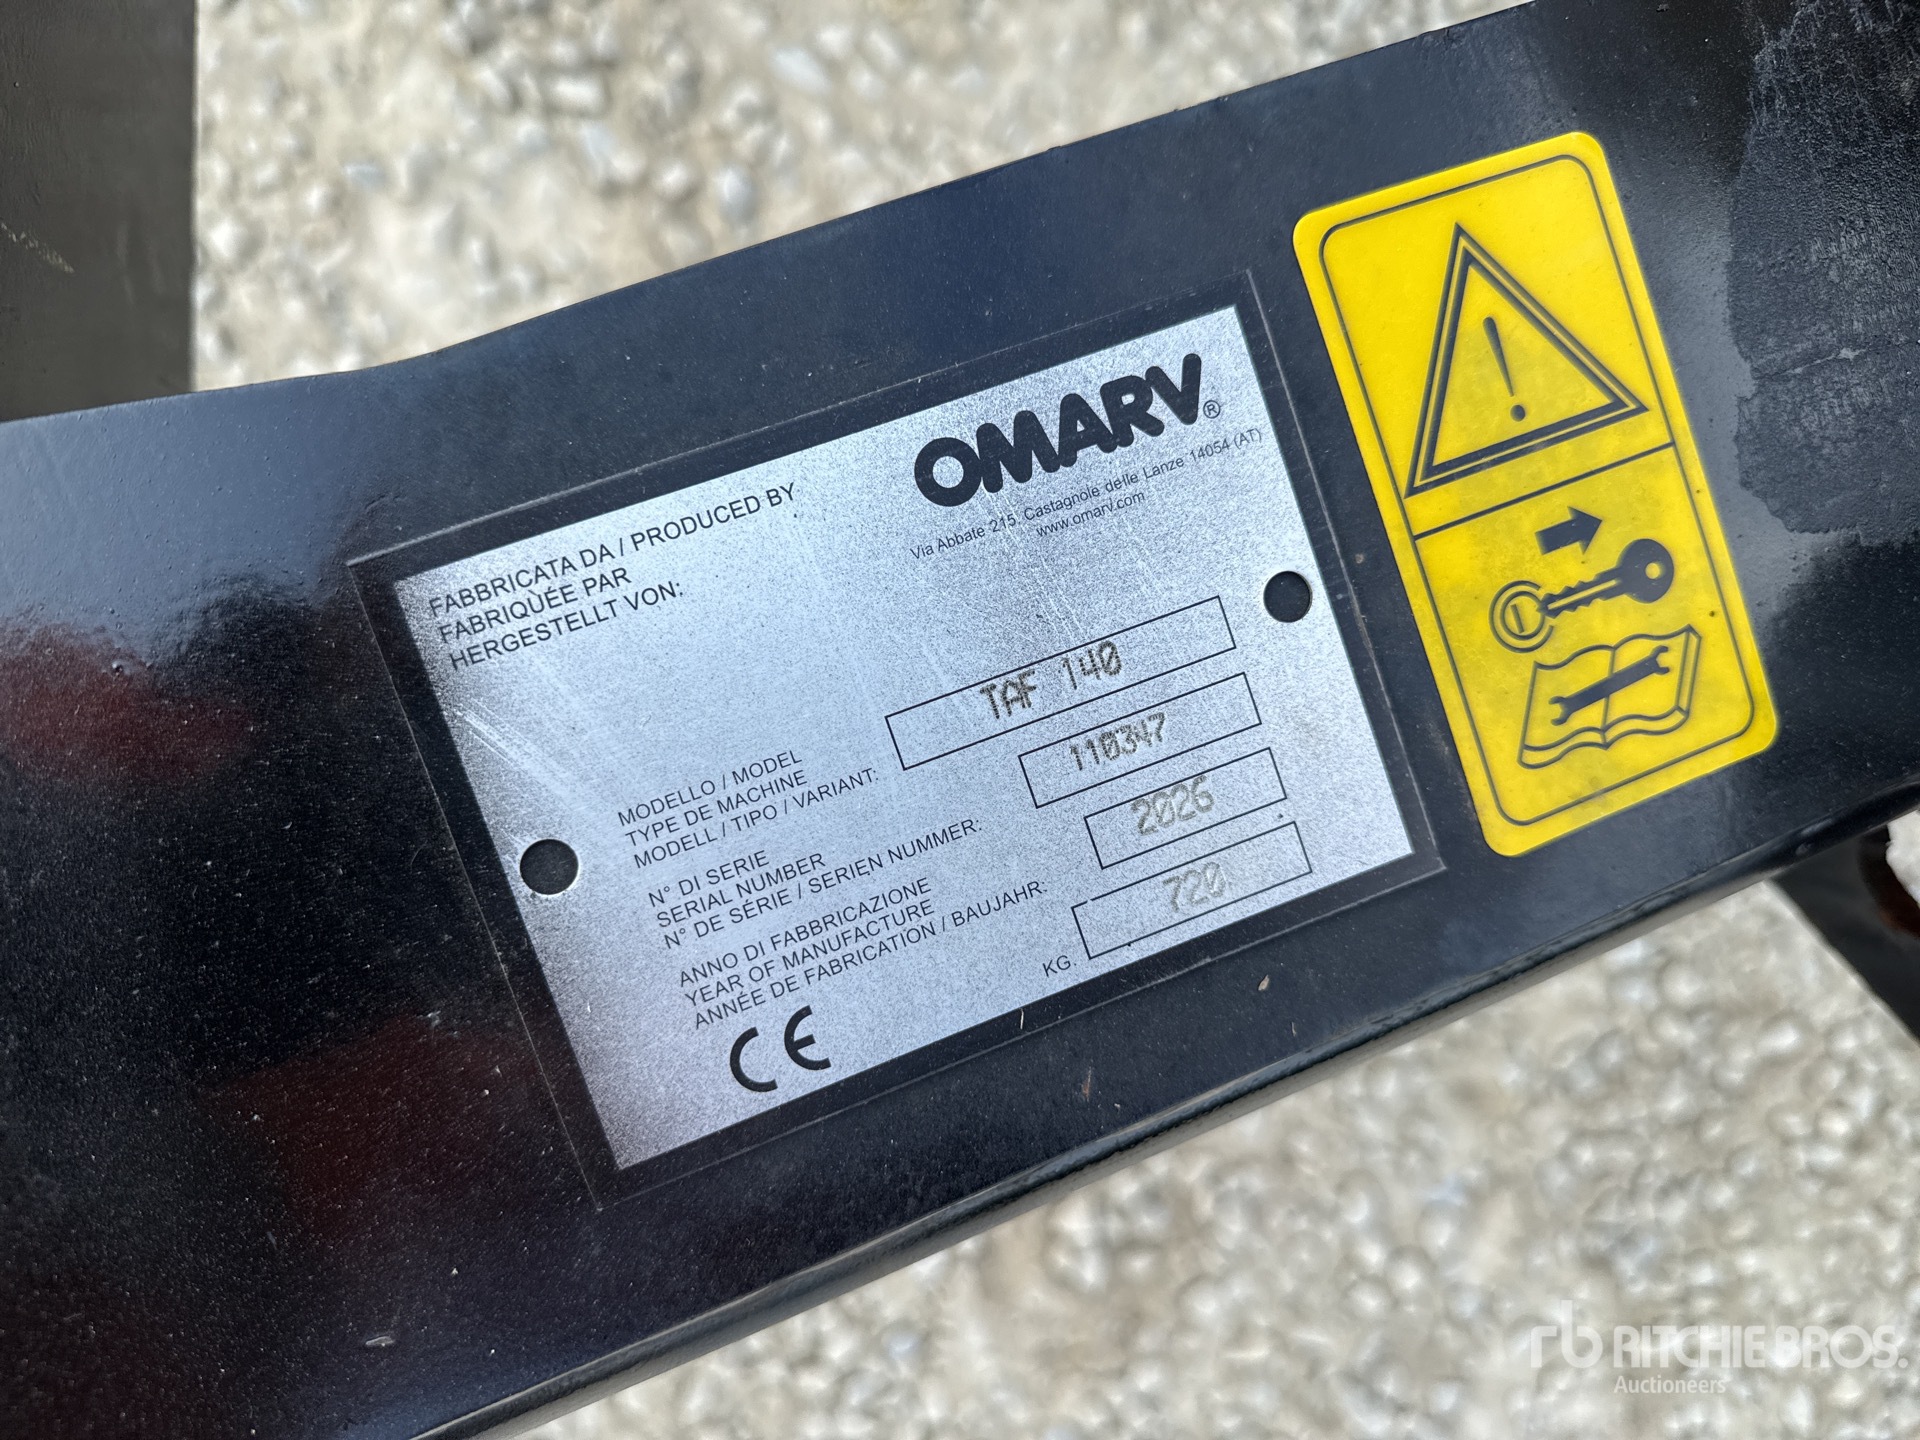 FABBRICATA DA / PRODUCED BY
FABRIQUÉE PAR
HERGESTELLT VON:
OMARV®
Via Abbate 215, Castagnole delle Lanze 14054 (AT)
www.omarv.com
MODELLO / MODEL
TYPE DE MACHINE
MODELL / TIPO / VARIANT:
TAF 140
N° DI SERIE
SERIAL NUMBER
N° DE SÉRIE / SERIEN NUMMER:
110347
ANNO DI FABBRICAZIONE
YEAR OF MANUFACTURE
ANNÉE DE FABRICATION / BAUJAHR:
2026
KG.
720
CE
!
rb RITCHIE BROS.
Auctioneers